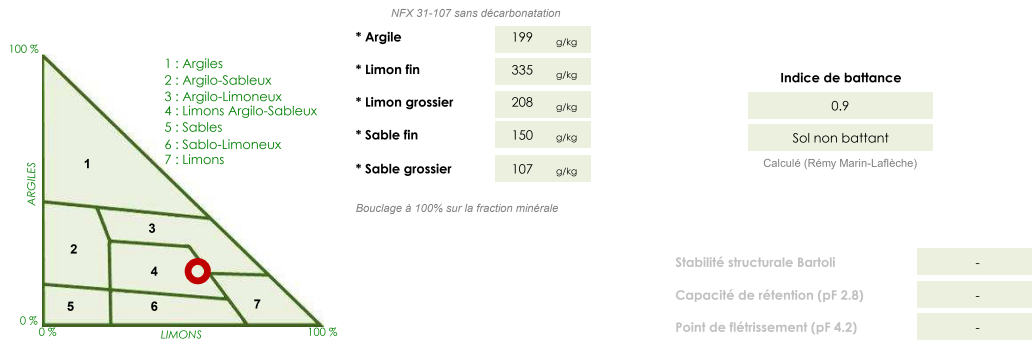 NFX 31-107 sans décarbonatation
100 %
1 : Argiles
2 : Argilo-Sableux
3 : Argilo-Limoneux
4 : Limons Argilo-Sableux
5 : Sables
6 : Sablo-Limoneux
7 : Limons
ARGILES
1
2
3
4
5
6
7
0 %
0 %
LIMONS
100 %
* Argile 199 g/kg
* Limon fin 335 g/kg
* Limon grossier 208 g/kg
* Sable fin 150 g/kg
* Sable grossier 107 g/kg
Bouclage à 100% sur la fraction minérale
Indice de battance
0.9
Sol non battant
Calculé (Rémy Marin-Laflèche)
Stabilité structurale Bartoli -
Capacité de rétention (pF 2.8) -
Point de flétrissement (pF 4.2) -